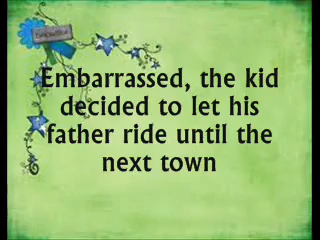 Embarrassed, the kid
decided to let his
father ride until the
next town